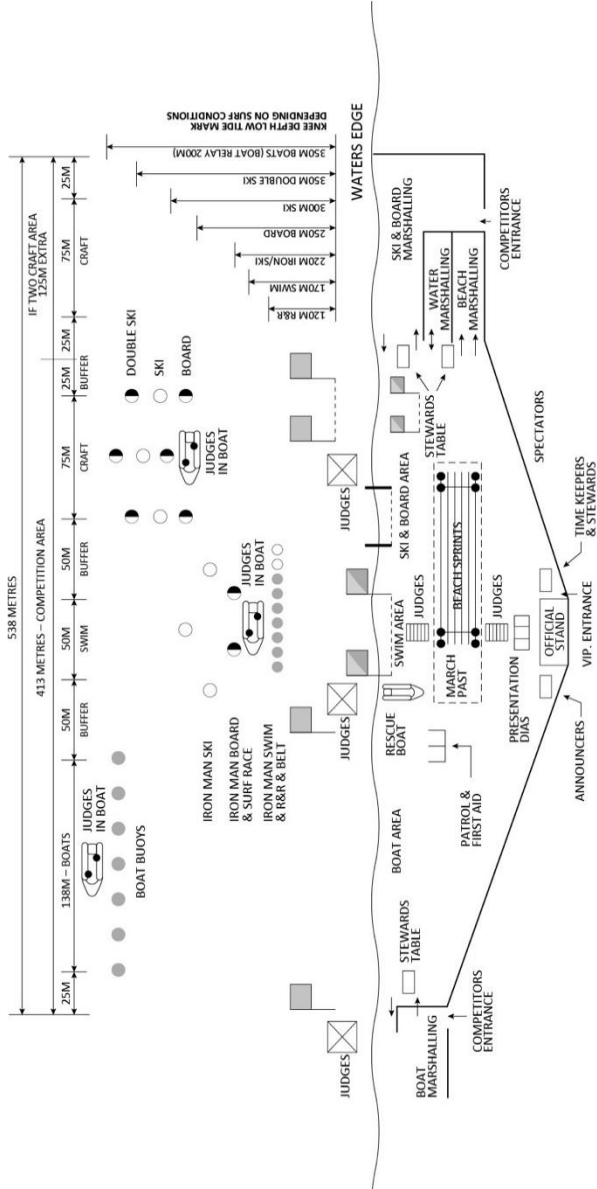 538 METRES
413 METRES – COMPETITION AREA
IF TWO CRAFT AREA
125M EXTRA
25M
138M – BOATS
50M
BUFFER
50M
SWIM
50M
BUFFER
75M
CRAFT
25M
BUFFER
25M
75M
CRAFT
25M
JUDGES
IN BOAT
BOAT BUOYS
DOUBLE SKI
SKI
BOARD
JUDGES
IN BOAT
IRON MAN SKI
IRON MAN BOARD
& SURF RACE
IRON MAN SWIM
& R&R & BELT
JUDGES
IN BOAT
120M R&R
170M SWIM
220M IRON/SKI
250M BOARD
300M SKI
350M DOUBLE SKI
350M BOATS (BOAT RELAY 200M)
KNEE DEPTH LOW TIDE MARK
DEPENDING ON SURF CONDITIONS
JUDGES
JUDGES
JUDGES
WATERS EDGE
BOAT AREA
RESCUE
BOAT
SWIM AREA
SKI & BOARD AREA
STEWARDS
TABLE
SKI & BOARD
MARSHALLING
WATER
MARSHALLING
BEACH
MARSHALLING
COMPETITORS
ENTRANCE
STEWARDS
TABLE
BOAT
MARSHALLING
COMPETITORS
ENTRANCE
PATROL &
FIRST AID
JUDGES
MARCH
PAST
BEACH SPRINTS
JUDGES
PRESENTATION
DIAS
SPECTATORS
ANNOUNCERS
OFFICIAL
STAND
VIP. ENTRANCE
TIME KEEPERS
& STEWARDS